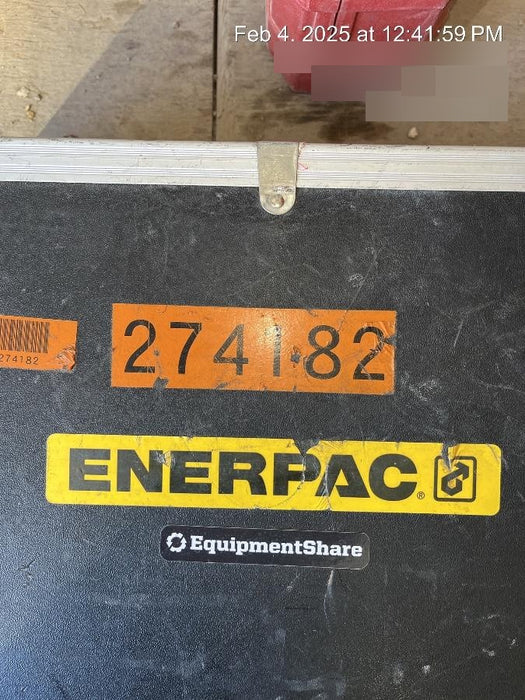 Feb 4. 2025 at 12:41:59 PM
274182
274182
ENERPAC®
EquipmentShare